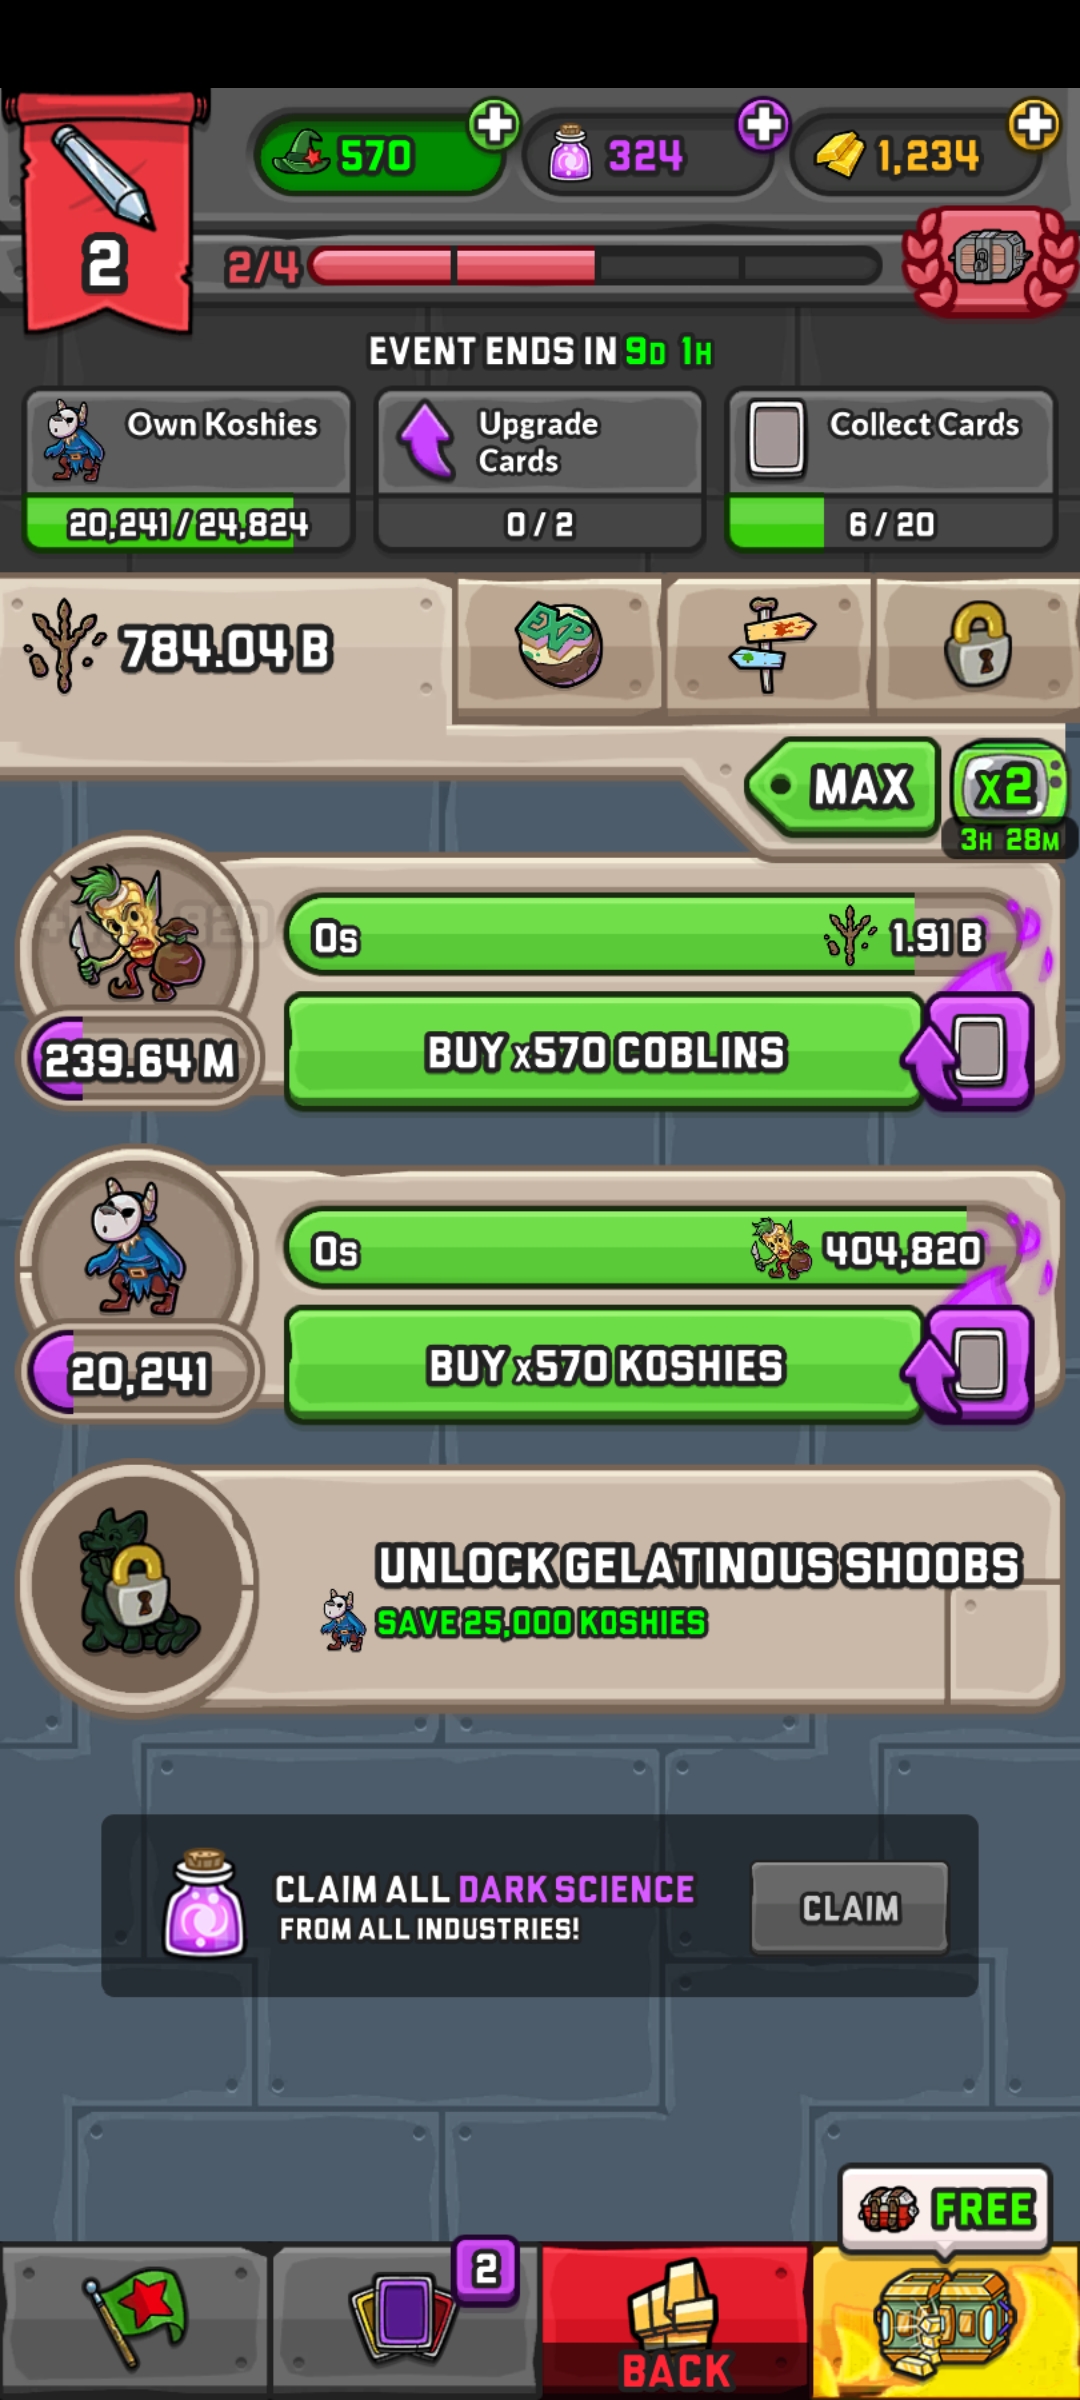 570
324
1,234
2
2/4
EVENT ENDS IN 9D 1H
Own Koshies
Upgrade
Cards
Collect Cards
20,241 / 24,824
0 / 2
6 / 20
784.04 B
EXP
MAX
x2
3H 28M
0s
1.91 B
239.64 M
BUY x570 COBLINS
0s
404,820
20,241
BUY x570 KOSHIES
UNLOCK GELATINOUS SHOOBS
SAVE 25,000 KOSHIES
CLAIM ALL DARK SCIENCE
FROM ALL INDUSTRIES!
CLAIM
FREE
2
BACK